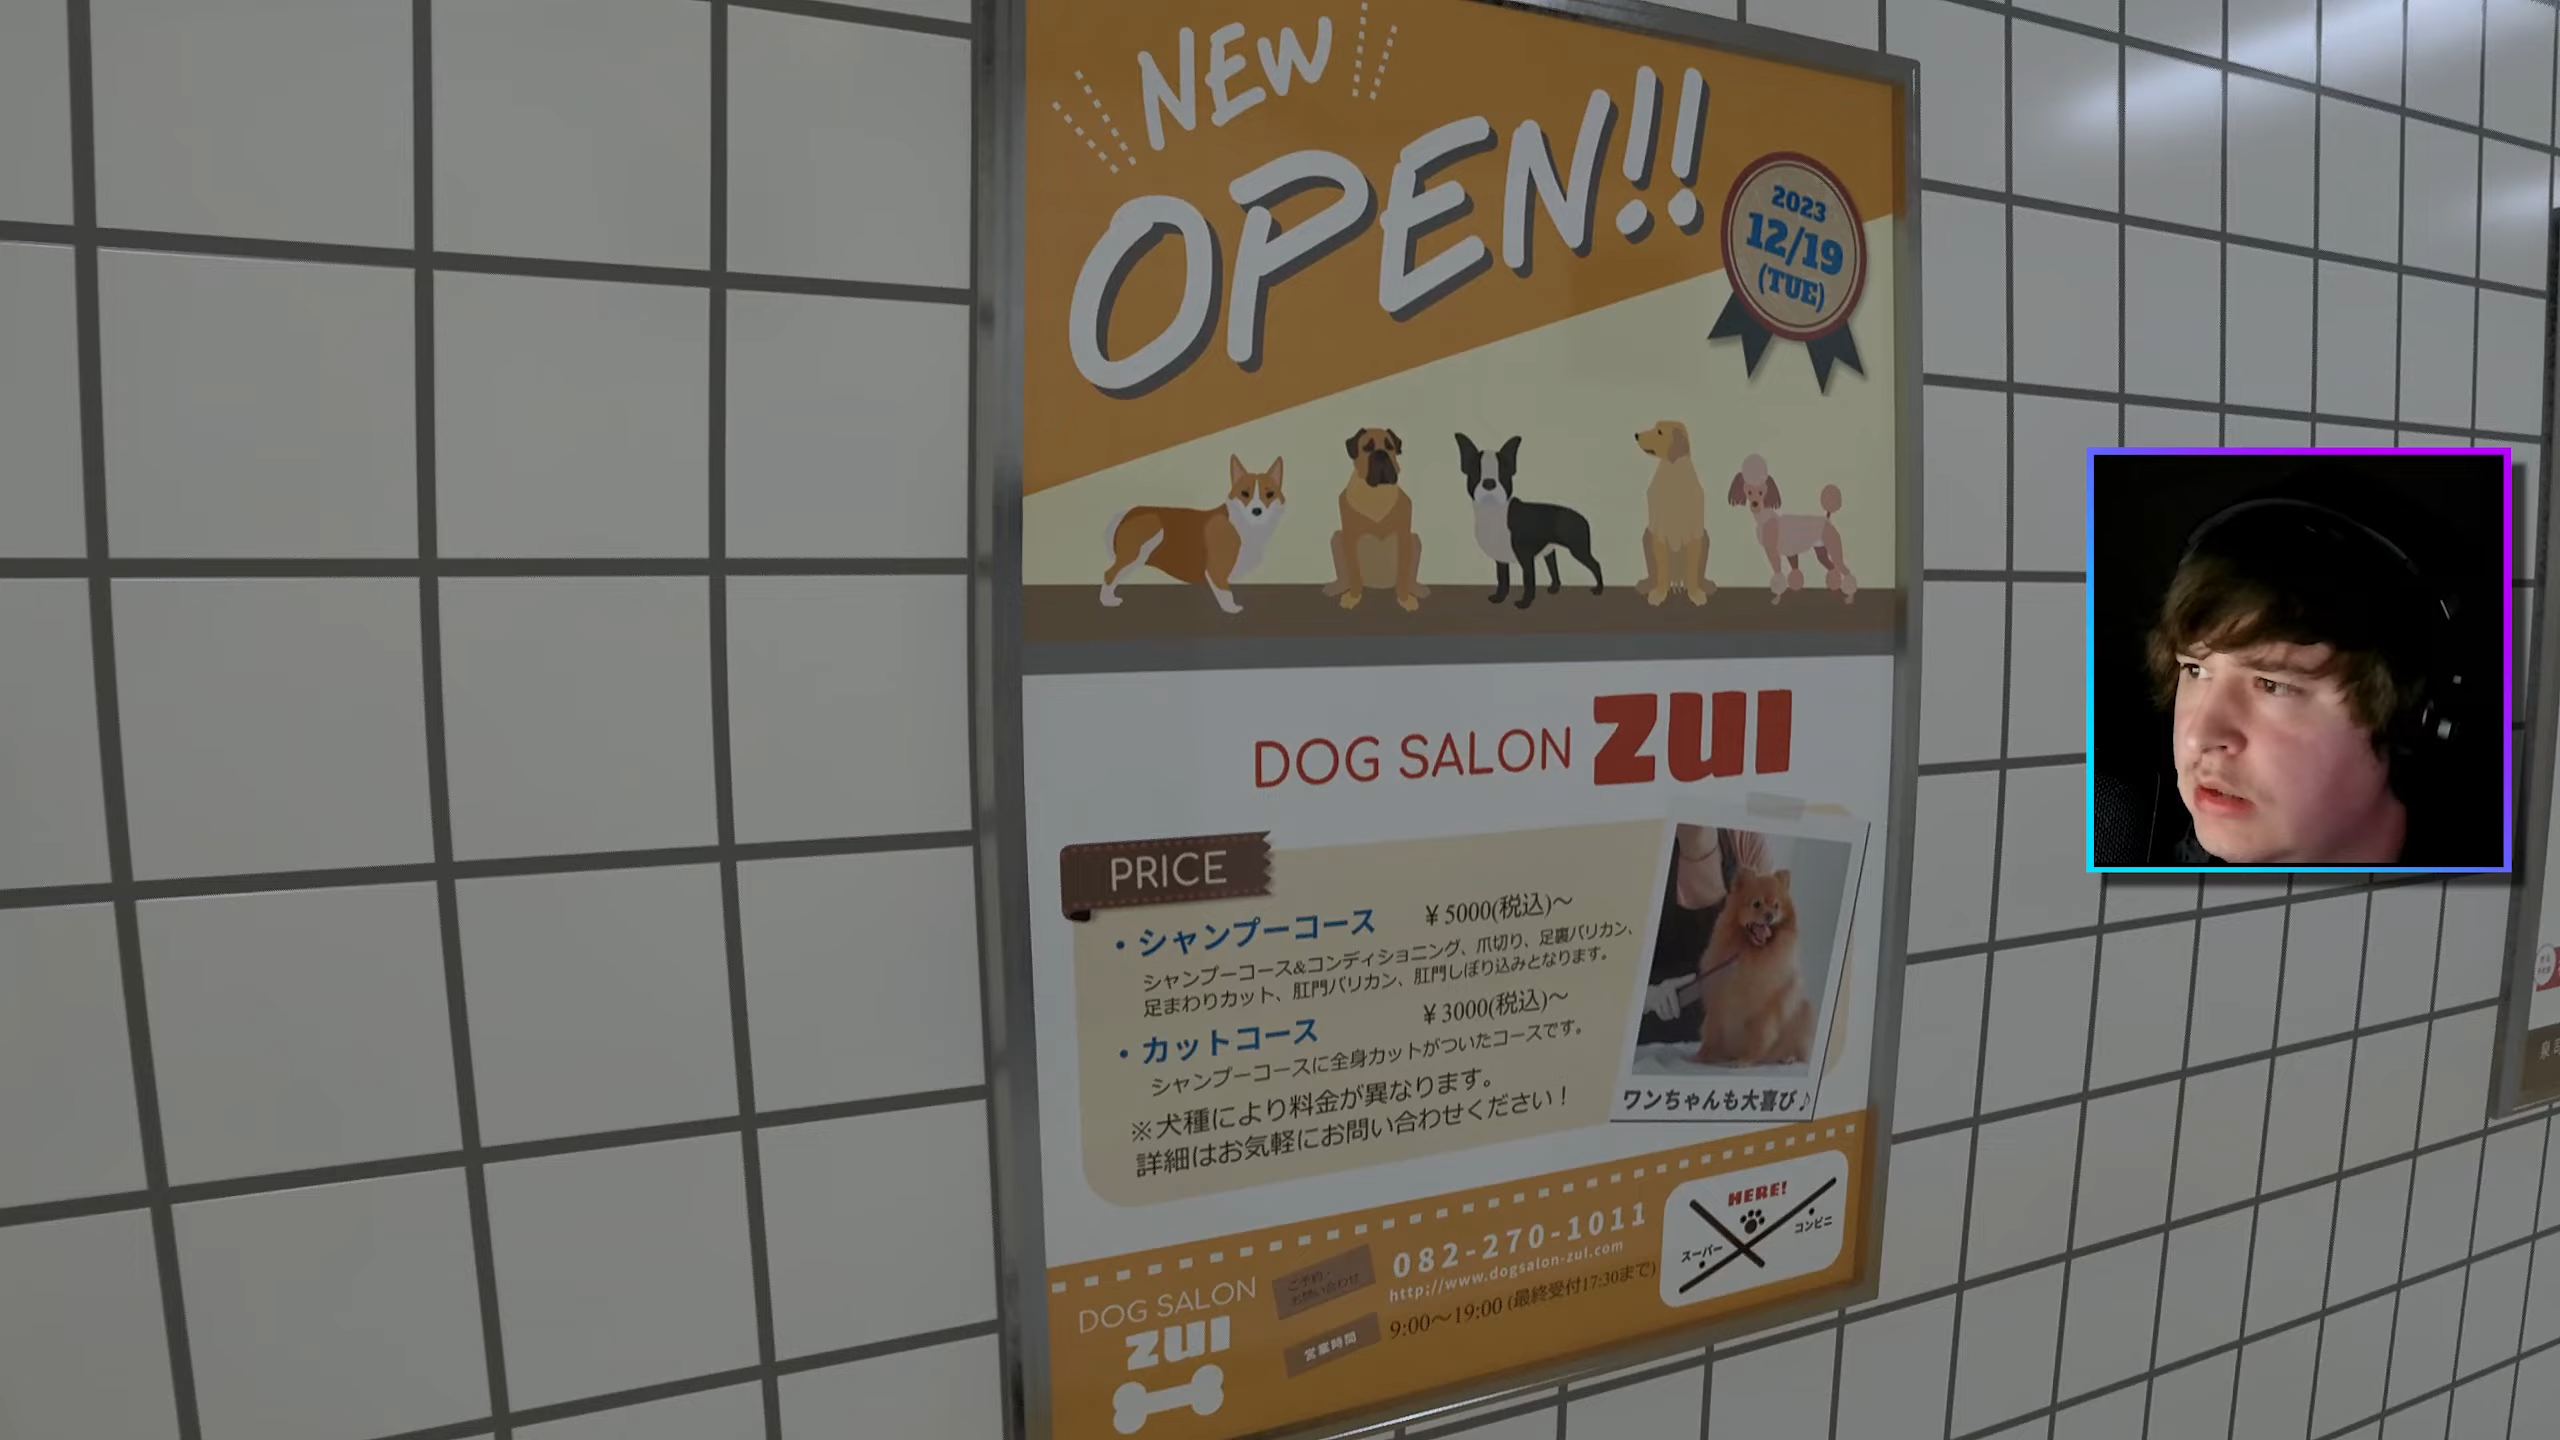 NEW
OPEN!!
2023
12/19
(TUE)
DOG SALON ZUI
PRICE
・シャンプーコース ¥5000(税込)〜
シャンプーコース&コンディショニング、爪切り、足裏バリカン、
足まわりカット、肛門バリカン、肛門しぼり込みとなります。
・カットコース ¥3000(税込)〜
シャンプーコースに全身カットがついたコースです。
※犬種により料金が異なります。
詳細はお気軽にお問い合わせください！
ワンちゃんも大喜び♪
DOG SALON
ZUI
ご予約・
お問い合わせ
082-270-1011
http://www.dogsalon-zui.com
営業時間
9:00〜19:00 (最終受付17:30まで)
HERE!
スーパー
コンビニ